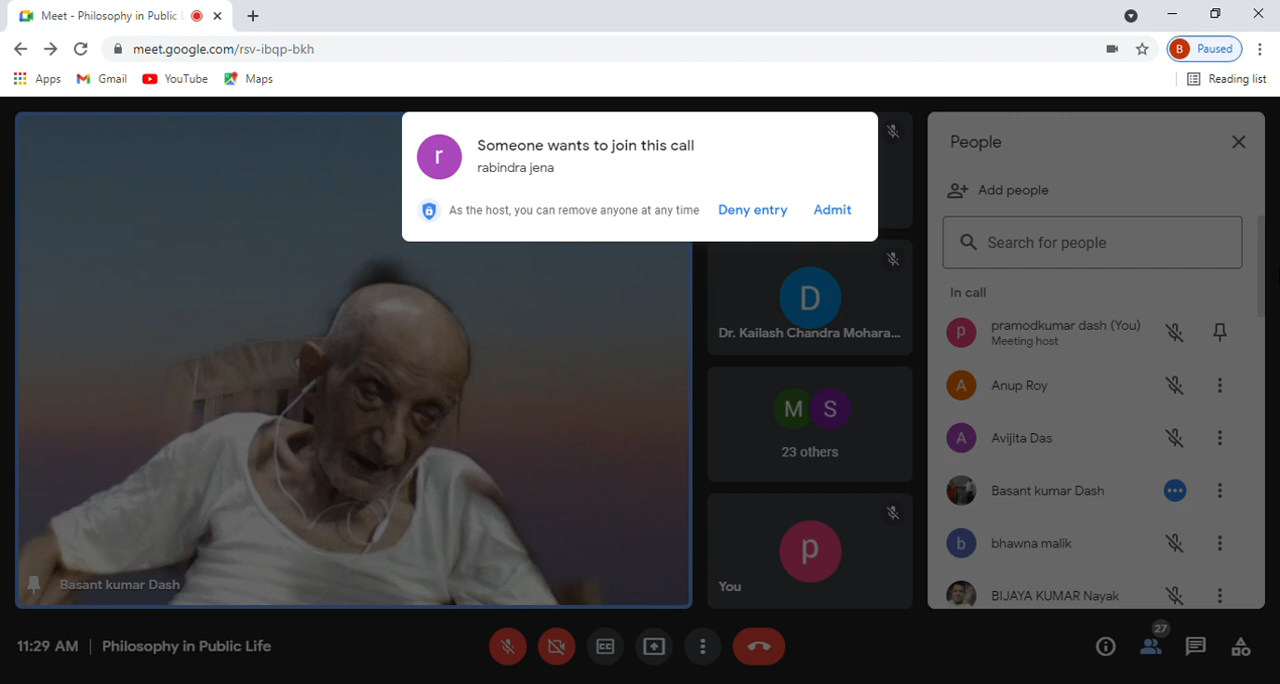 Meet - Philosophy in Public
meet.google.com/rsv-ibqp-bkh
B Paused
Apps Gmail YouTube Maps Reading list
r
Someone wants to join this call
rabindra jena
As the host, you can remove anyone at any time Deny entry Admit
D
Dr. Kailash Chandra Mohara...
M S
23 others
p
You
Basant kumar Dash
People
Add people
Search for people
In call
p pramodkumar dash (You)
Meeting host
A Anup Roy
A Avijita Das
Basant kumar Dash
b bhawna malik
BIJAYA KUMAR Nayak
11:29 AM | Philosophy in Public Life
CC
27